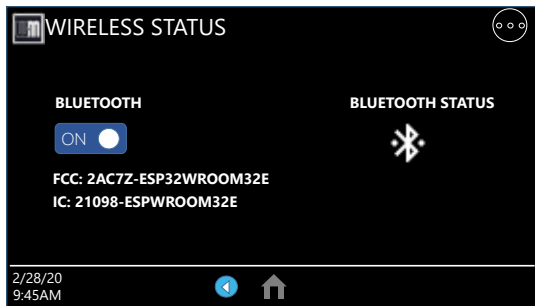 WIRELESS STATUS
BLUETOOTH
BLUETOOTH STATUS
ON
FCC: 2AC7Z-ESP32WROOM32E
IC: 21098-ESPWROOM32E
2/28/20
9:45AM